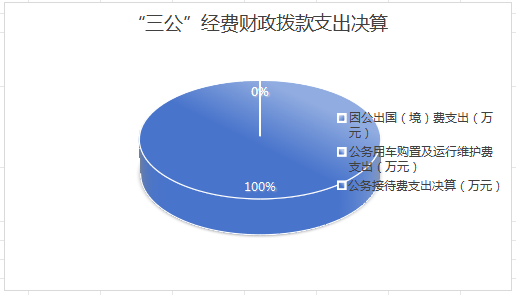 “三公”经费财政拨款支出决算
0%
100%
因公出国（境）费支出（万
元）
公务用车购置及运行维护费
支出（万元）
公务接待费支出决算（万元）